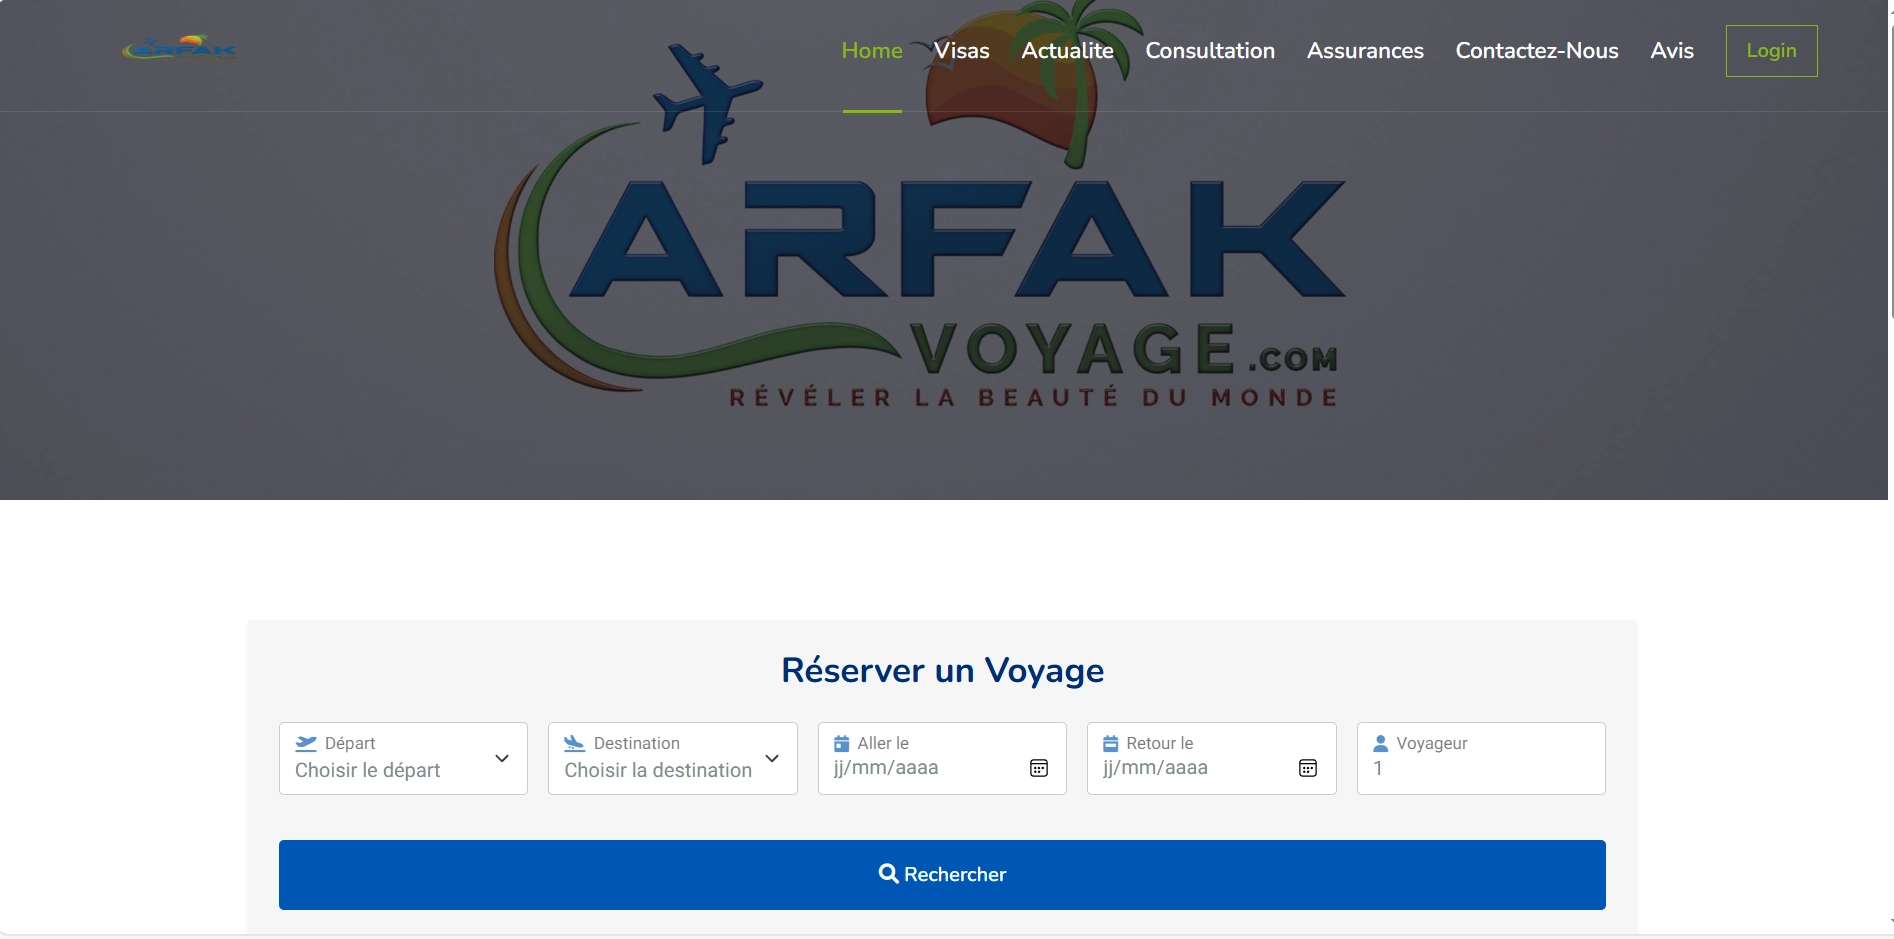 ARFAK
Home Visas Actualite Consultation Assurances Contactez-Nous Avis Login
ARFAK
VOYAGE.COM
RÉVÉLER LA BEAUTÉ DU MONDE
Réserver un Voyage
Départ
Choisir le départ
Destination
Choisir la destination
Aller le
jj/mm/aaaa
Retour le
jj/mm/aaaa
Voyageur
1
Rechercher